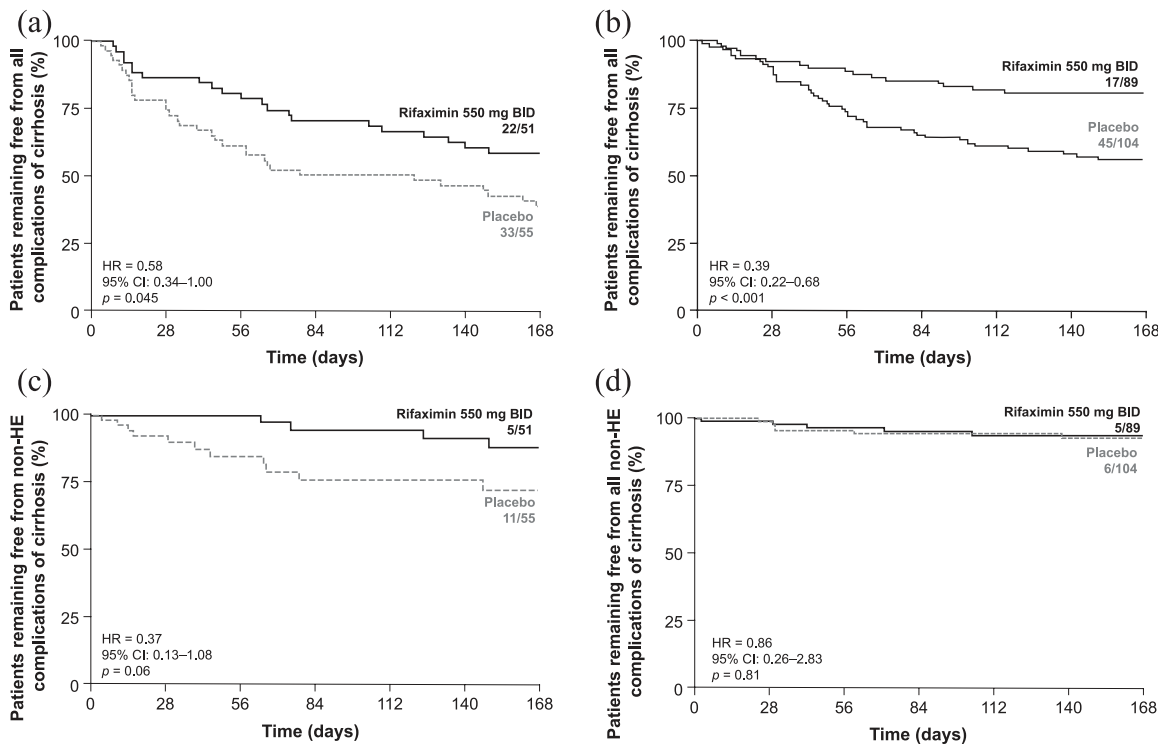 (a)
Patients remaining free from all
complications of cirrhosis (%)
100
75
50
25
0
Rifaximin 550 mg BID
22/51
Placebo
33/55
HR = 0.58
95% CI: 0.34–1.00
p = 0.045
0 28 56 84 112 140 168
Time (days)
(b)
Patients remaining free from all
complications of cirrhosis (%)
100
75
50
25
0
Rifaximin 550 mg BID
17/89
Placebo
45/104
HR = 0.39
95% CI: 0.22–0.68
p < 0.001
0 28 56 84 112 140 168
Time (days)
(c)
Patients remaining free from non-HE
complications of cirrhosis (%)
100
75
50
25
0
Rifaximin 550 mg BID
5/51
Placebo
11/55
HR = 0.37
95% CI: 0.13–1.08
p = 0.06
0 28 56 84 112 140 168
Time (days)
(d)
Patients remaining free from all non-HE
complications of cirrhosis (%)
100
75
50
25
0
Rifaximin 550 mg BID
5/89
Placebo
6/104
HR = 0.86
95% CI: 0.26–2.83
p = 0.81
0 28 56 84 112 140 168
Time (days)